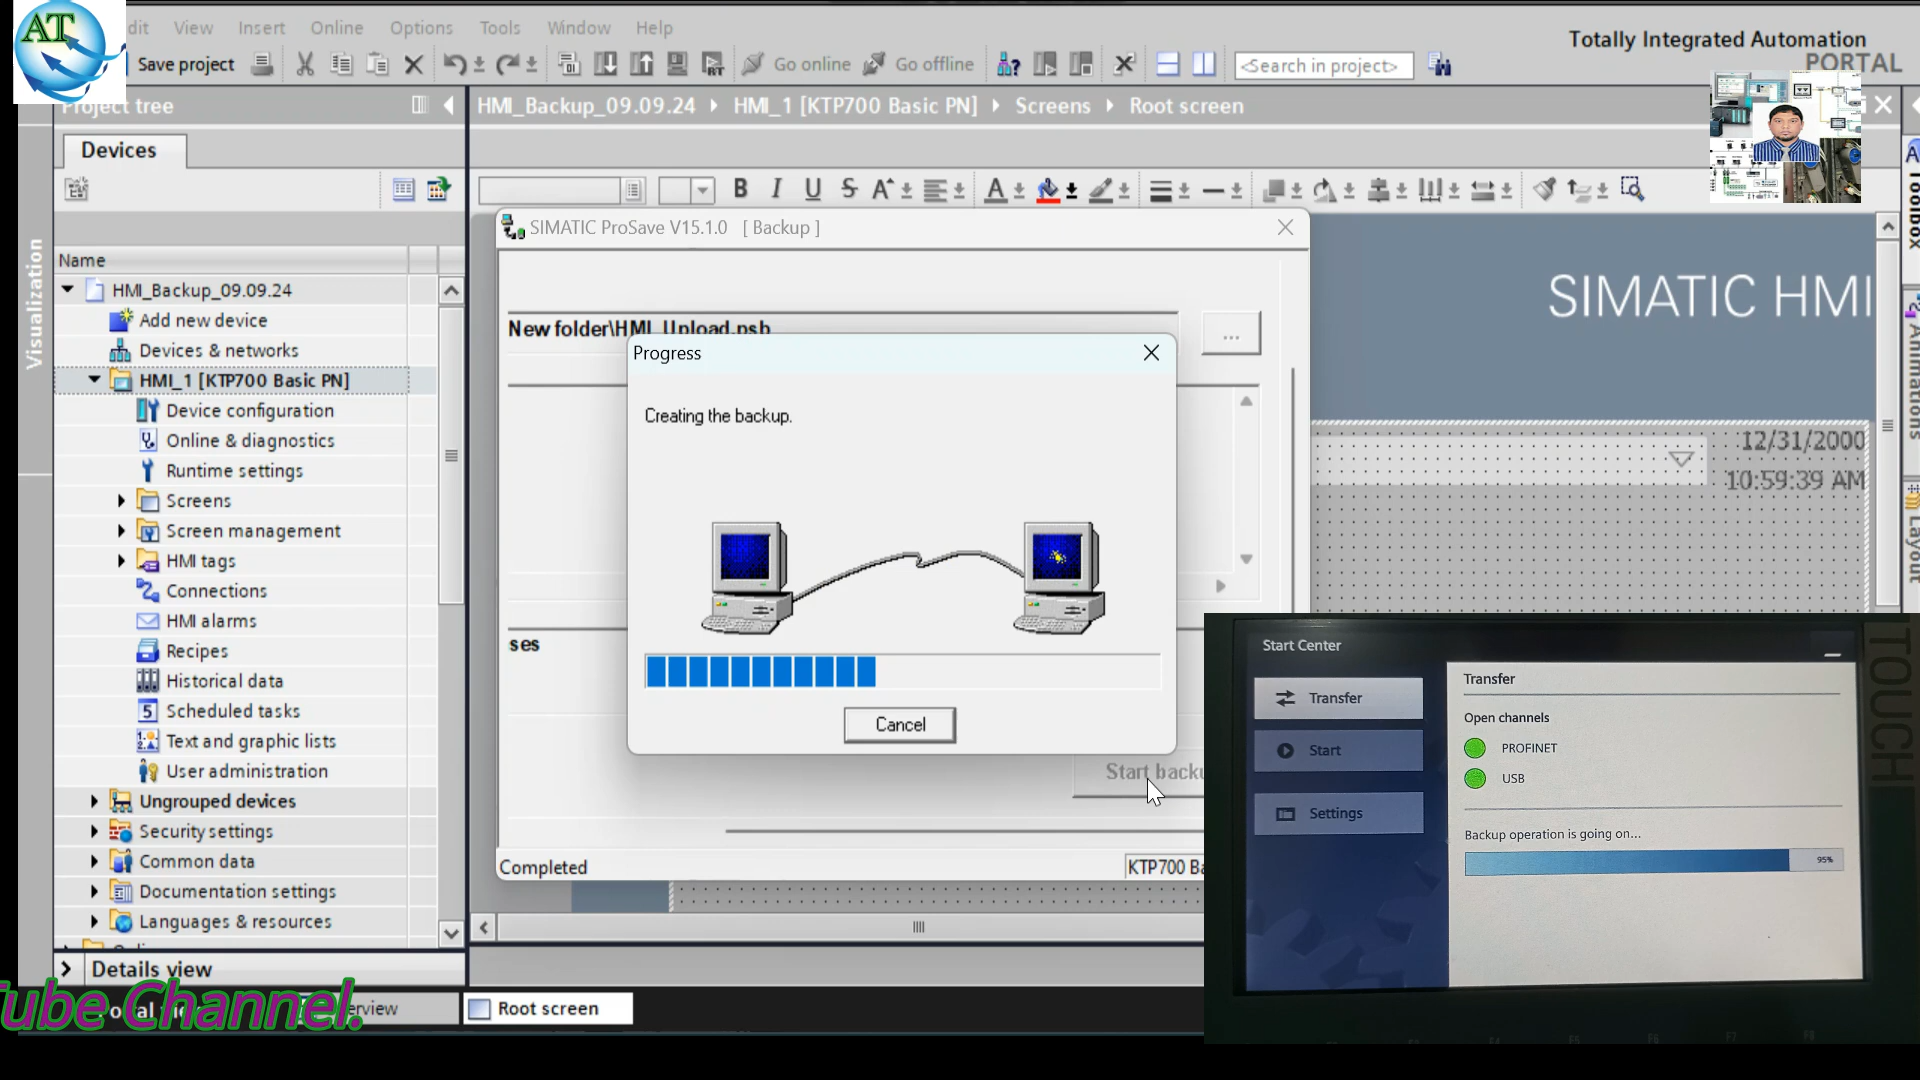 AT
dit View Insert Online Options Tools Window Help
Totally Integrated Automation
PORTAL
Save project
Go online
Go offline
<Search in project>
Project tree
HMI_Backup_09.09.24
HMI_1 [KTP700 Basic PN]
Screens
Root screen
Devices
B I U S A
Visualization
Name
HMI_Backup_09.09.24
Add new device
Devices & networks
HMI_1 [KTP700 Basic PN]
Device configuration
Online & diagnostics
Runtime settings
Screens
Screen management
HMI tags
Connections
HMI alarms
Recipes
Historical data
Scheduled tasks
Text and graphic lists
User administration
Ungrouped devices
Security settings
Common data
Documentation settings
Languages & resources
Details view
SIMATIC ProSave V15.1.0 [ Backup ]
New folder\HMI_Upload.psb
...
Progress
Creating the backup.
Cancel
ses
Start backu
Completed
KTP700 Ba
SIMATIC HMI
12/31/2000
10:59:39 AM
Toolbox
Animations
Layout
Start Center
Transfer
Start
Settings
Transfer
Open channels
PROFINET
USB
Backup operation is going on...
95%
TOUCH
ube Channel.
erview
Root screen